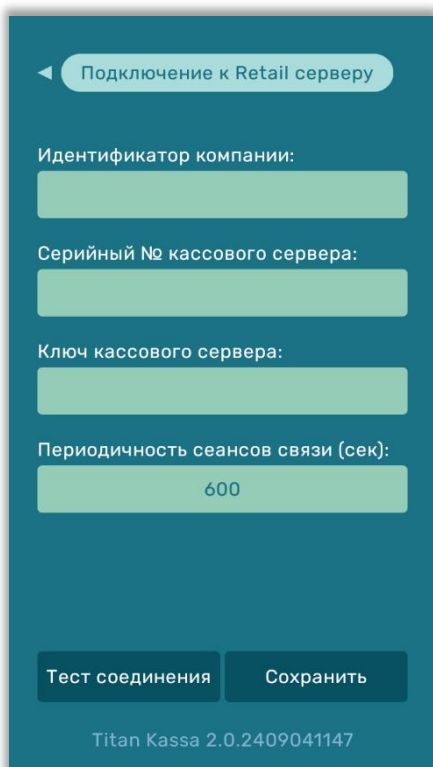 Подключение к Retail серверу
Идентификатор компании:
Серийный № кассового сервера:
Ключ кассового сервера:
Периодичность сеансов связи (сек):
600
Тест соединения Сохранить
Titan Kassa 2.0.2409041147